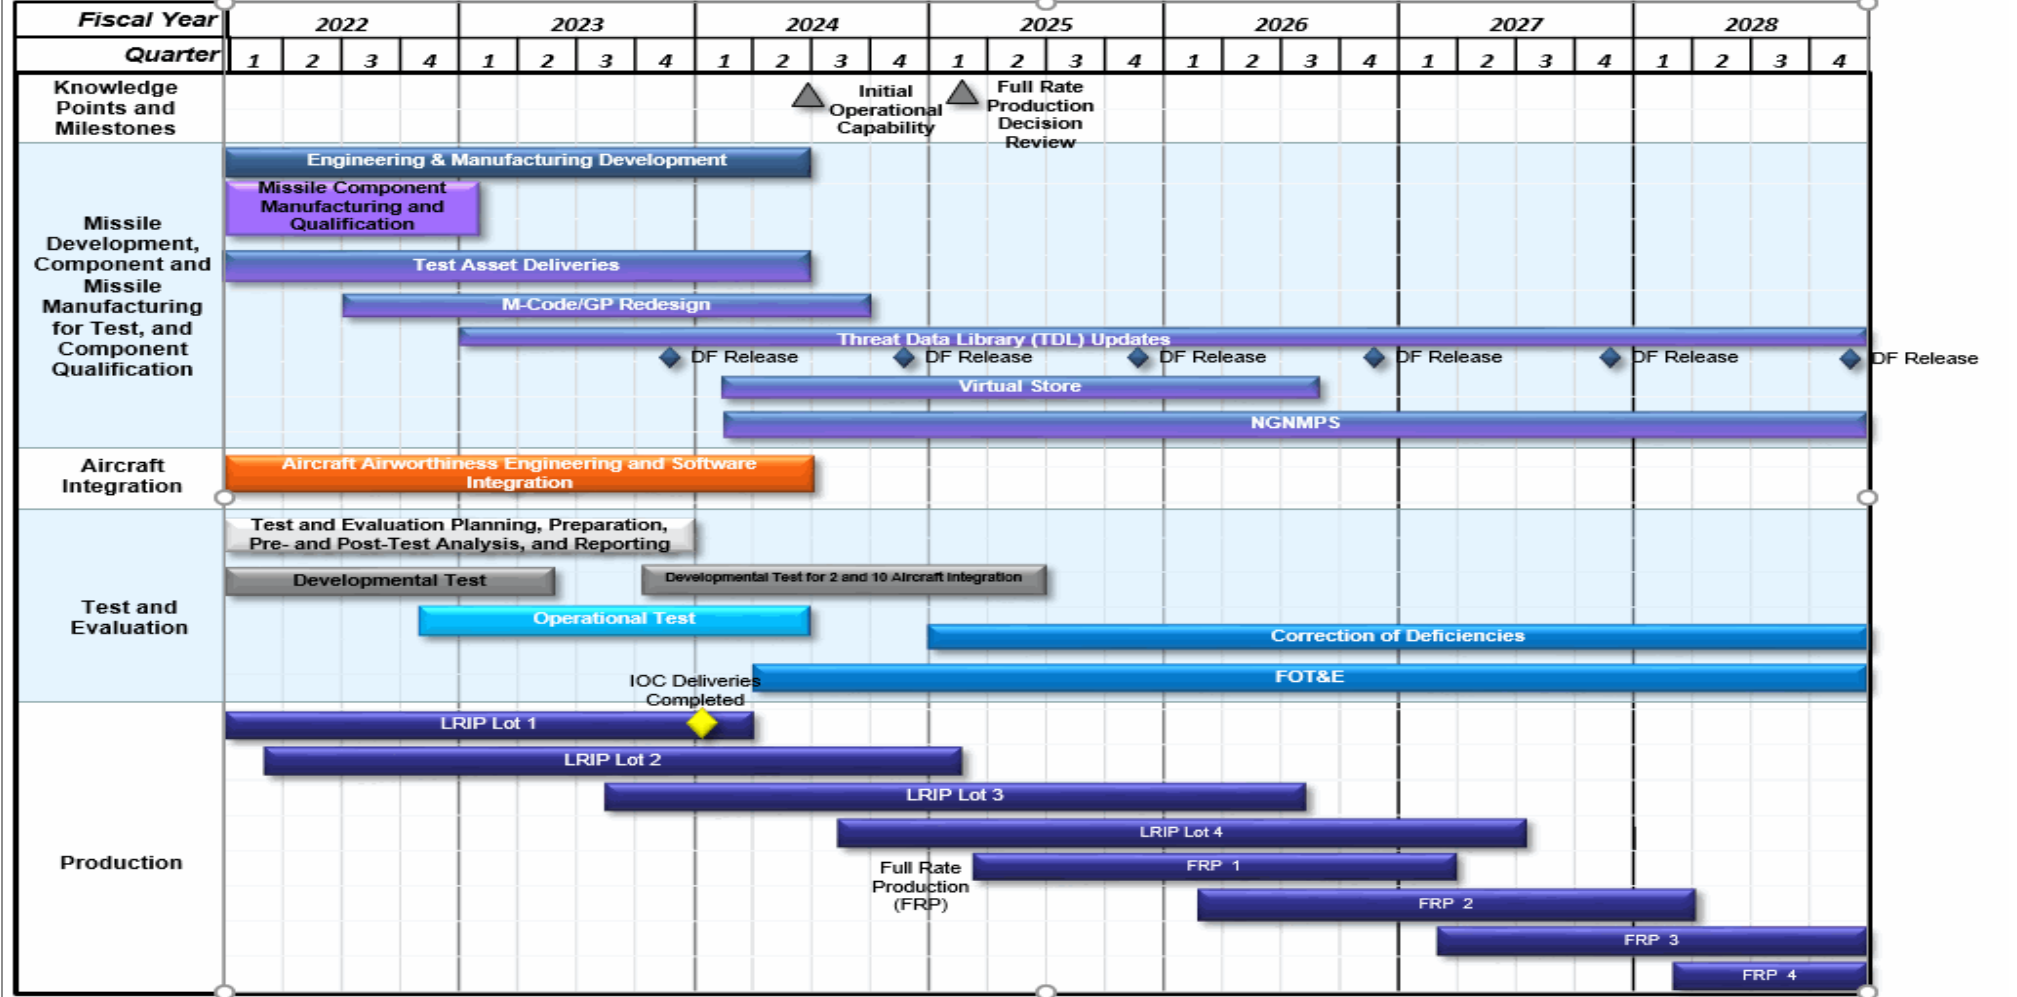 Fiscal Year 2022 2023 2024 2025 2026 2027 2028
Quarter 1 2 3 4 1 2 3 4 1 2 3 4 1 2 3 4 1 2 3 4 1 2 3 4 1 2 3 4
Knowledge
Points and
Milestones
Initial
Operational
Capability
Full Rate
Production
Decision
Review
Missile
Development,
Component and
Missile
Manufacturing
for Test, and
Component
Qualification
Engineering & Manufacturing Development
Missile Component
Manufacturing and
Qualification
Test Asset Deliveries
M-Code/GP Redesign
Threat Data Library (TDL) Updates
DF Release DF Release DF Release DF Release DF Release DF Release
Virtual Store
NGNMPS
Aircraft
Integration
Aircraft Airworthiness Engineering and Software
Integration
Test and
Evaluation
Test and Evaluation Planning, Preparation,
Pre- and Post-Test Analysis, and Reporting
Developmental Test
Developmental Test for 2 and 10 Aircraft Integration
Operational Test
Correction of Deficiencies
FOT&E
IOC Deliveries
Completed
Production
LRIP Lot 1
LRIP Lot 2
LRIP Lot 3
LRIP Lot 4
Full Rate
Production
(FRP)
FRP 1
FRP 2
FRP 3
FRP 4